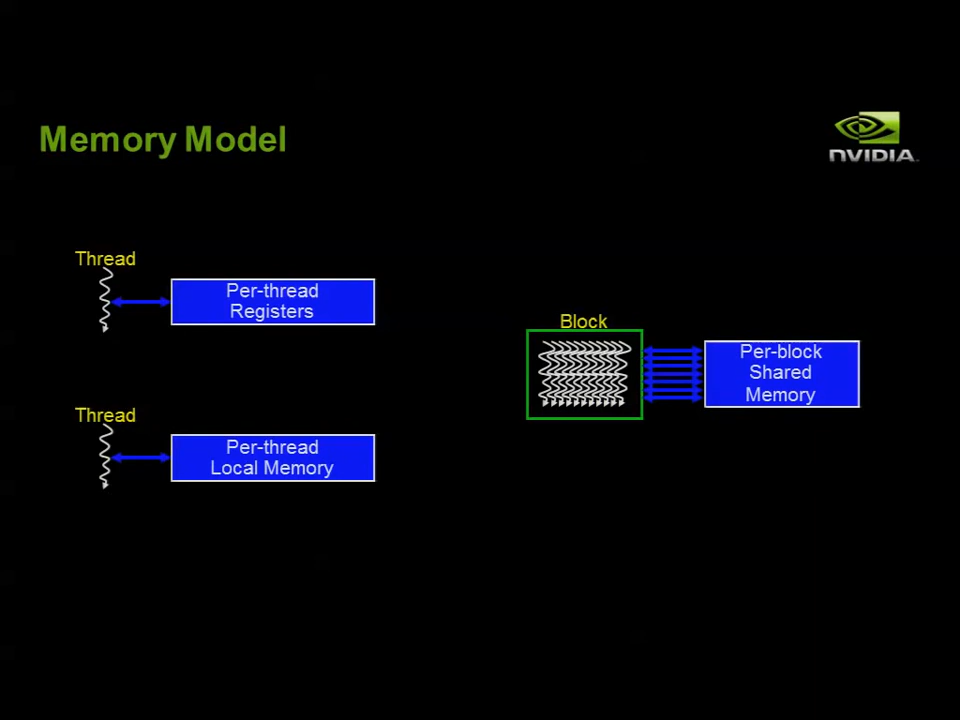 Memory Model
NVIDIA
Thread
Per-thread
Registers
Thread
Per-thread
Local Memory
Block
Per-block
Shared
Memory